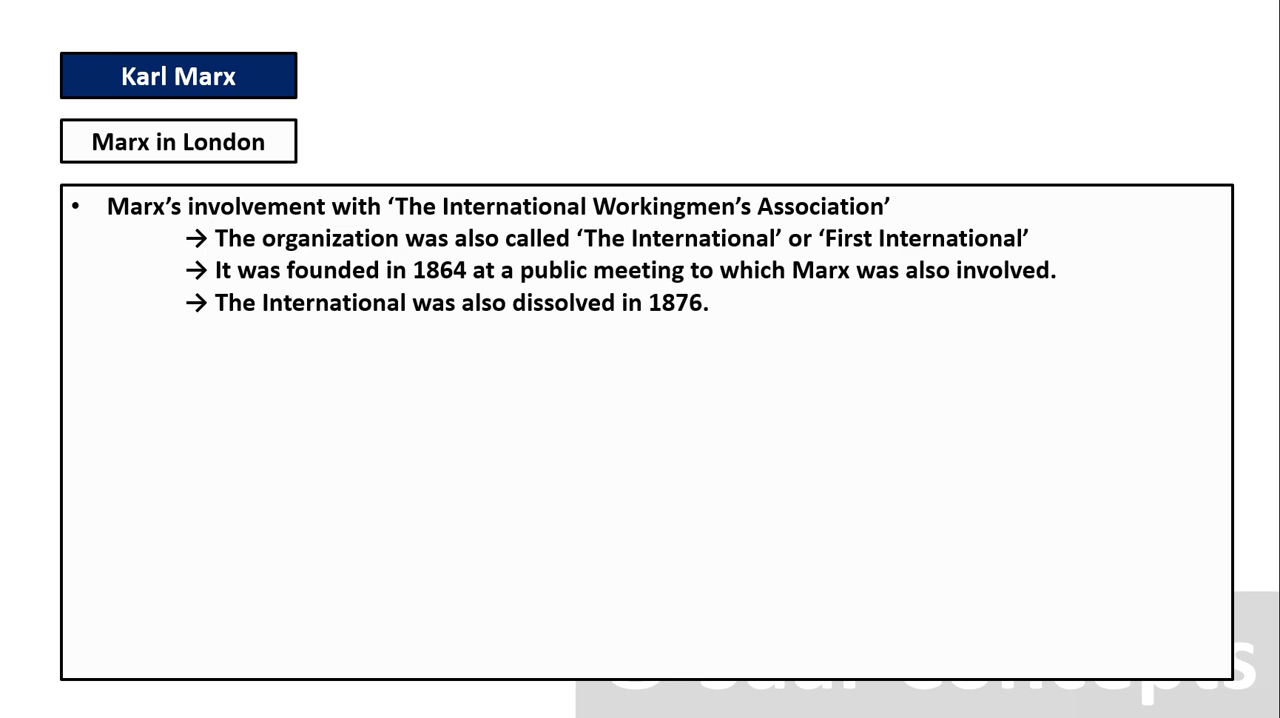 Karl Marx
Marx in London
• Marx’s involvement with ‘The International Workingmen’s Association’
→ The organization was also called ‘The International’ or ‘First International’
→ It was founded in 1864 at a public meeting to which Marx was also involved.
→ The International was also dissolved in 1876.
Concepts